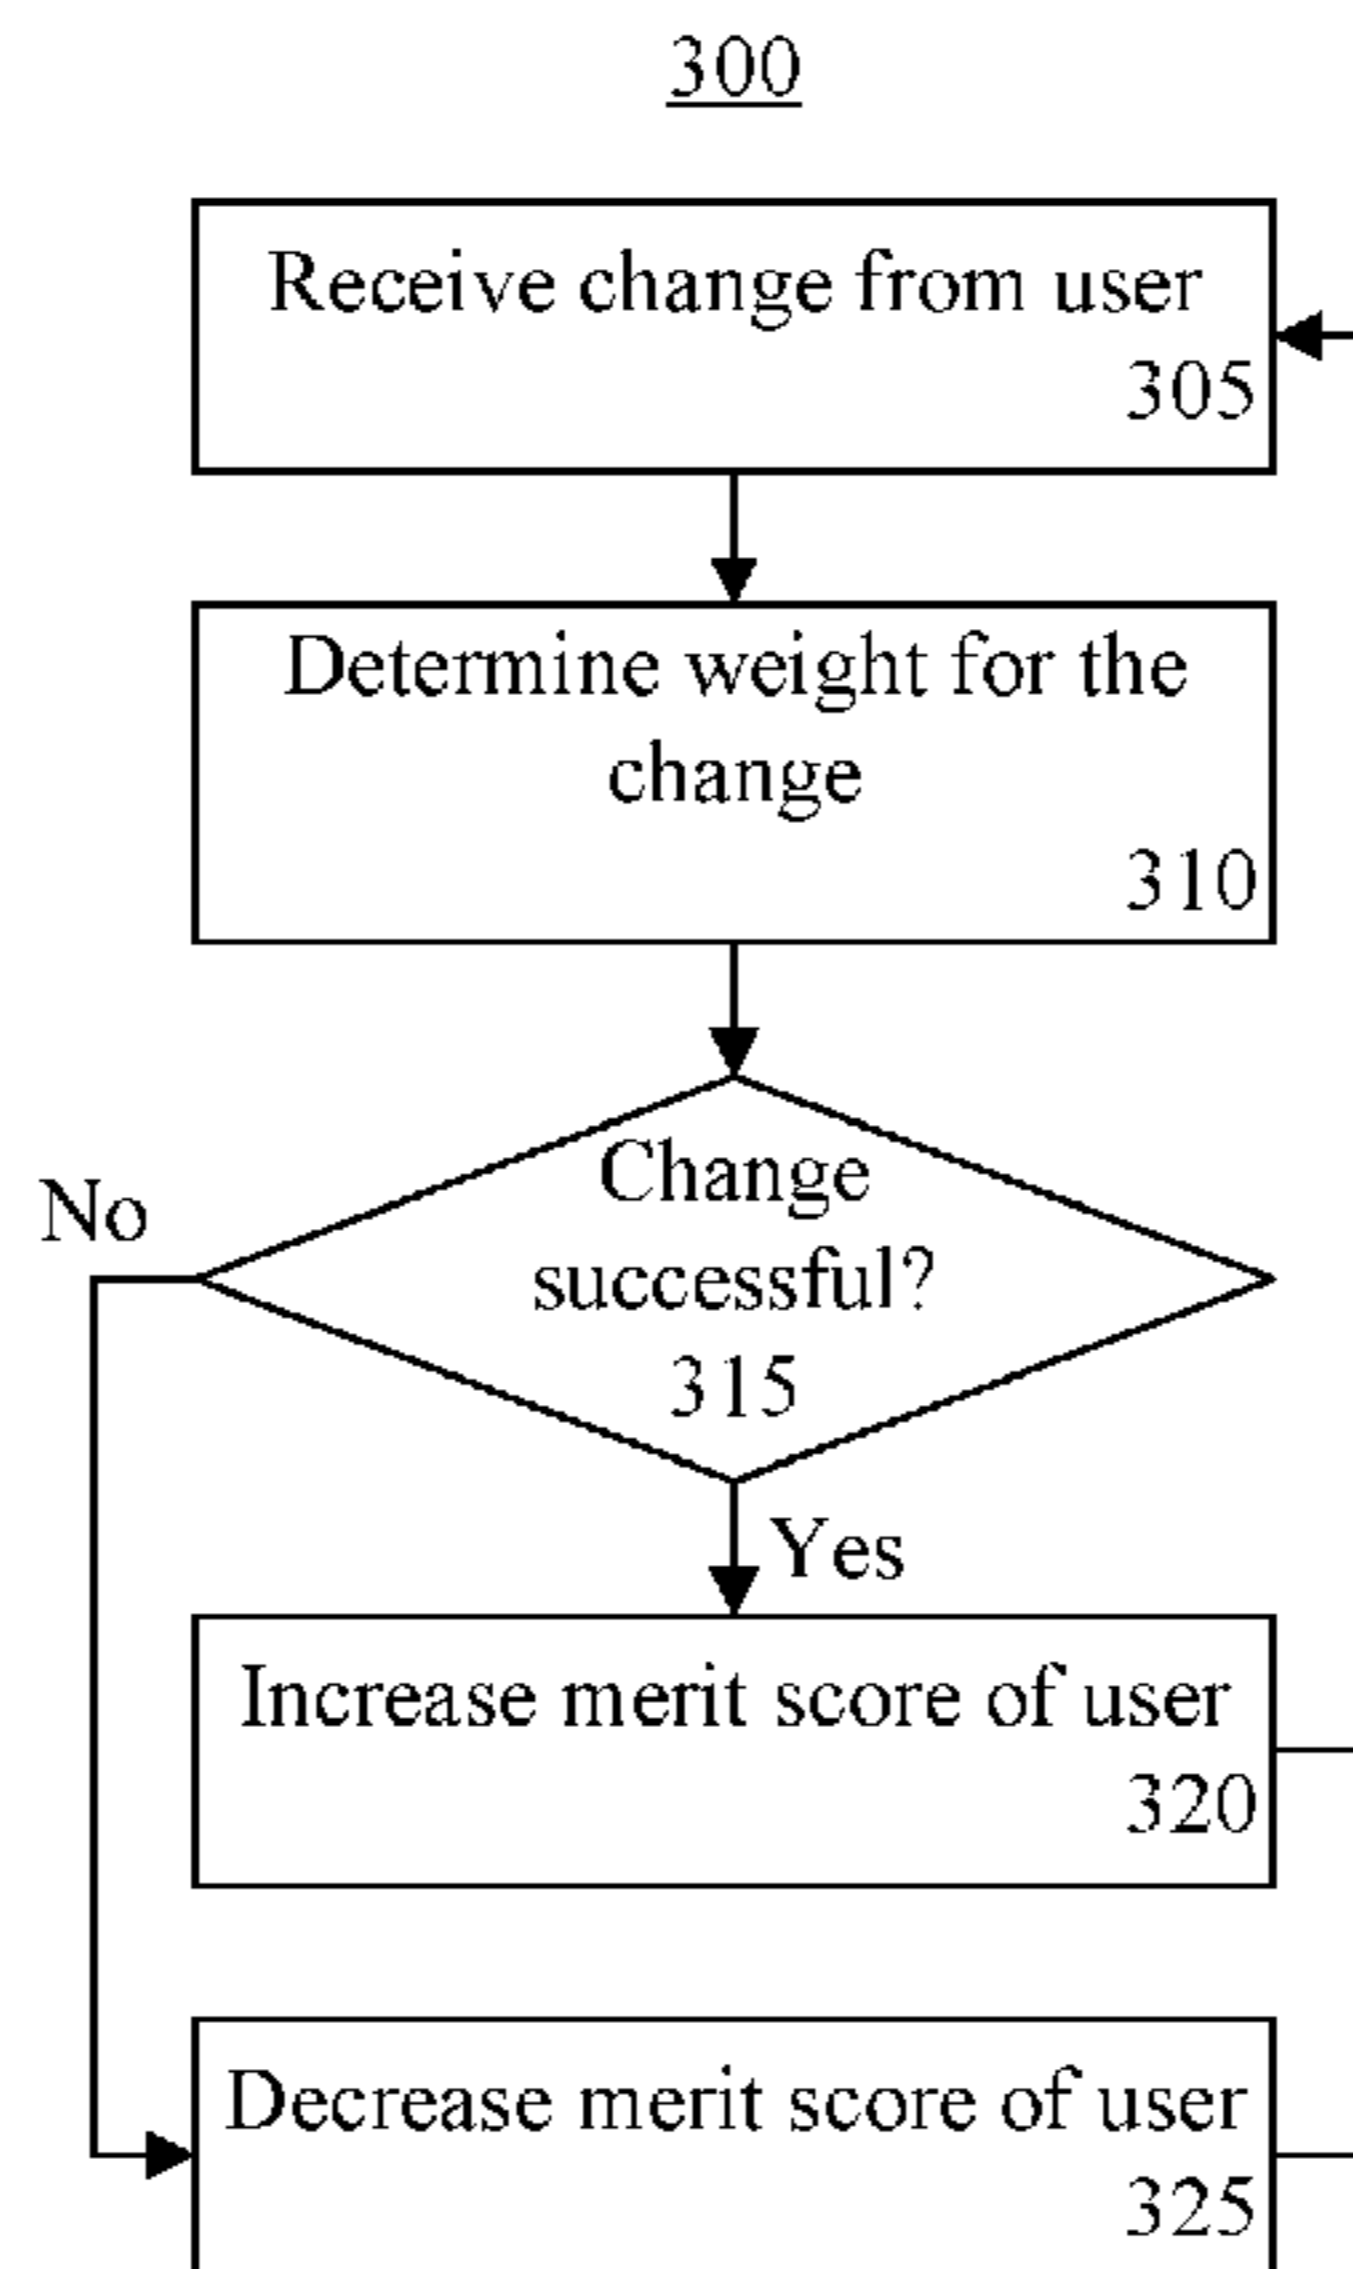 300
Receive change from user
305
Determine weight for the
change
310
Change
successful?
315
No
Yes
Increase merit score of user
320
Decrease merit score of user
325